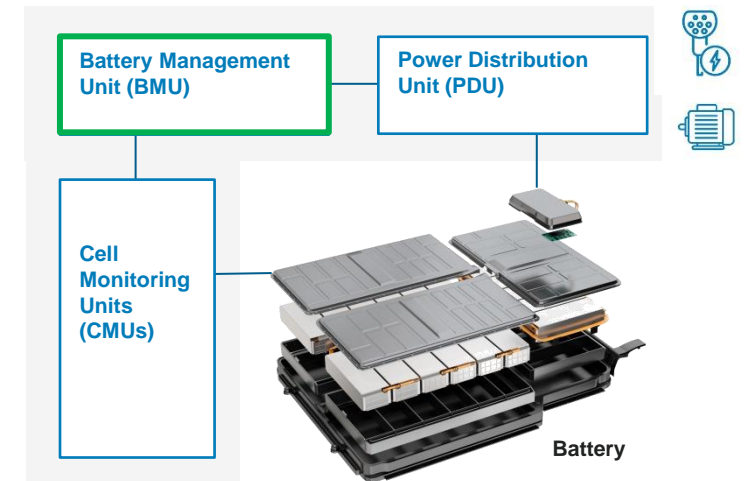 Battery Management
Unit (BMU)
Power Distribution
Unit (PDU)
Cell
Monitoring
Units
(CMUs)
Battery